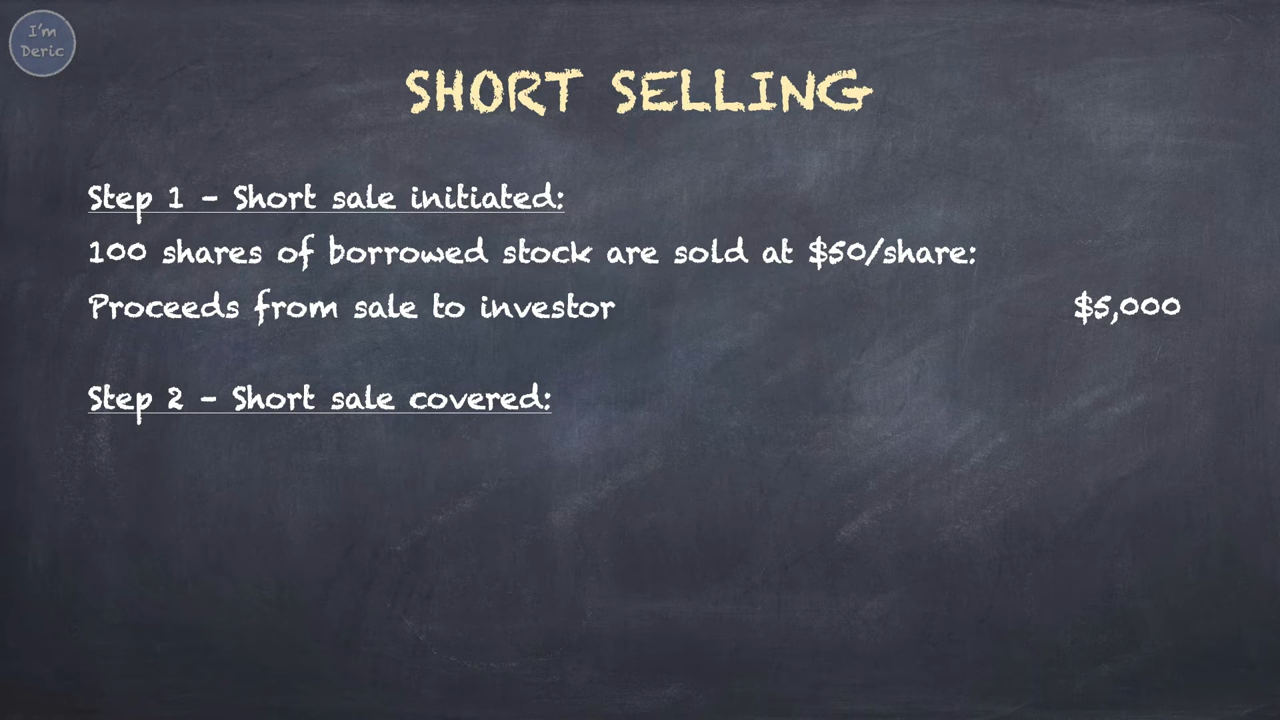 I'm
Deric
SHORT SELLING
Step 1 - Short sale initiated:
100 shares of borrowed stock are sold at $50/share:
Proceeds from sale to investor $5,000
Step 2 - Short sale covered: